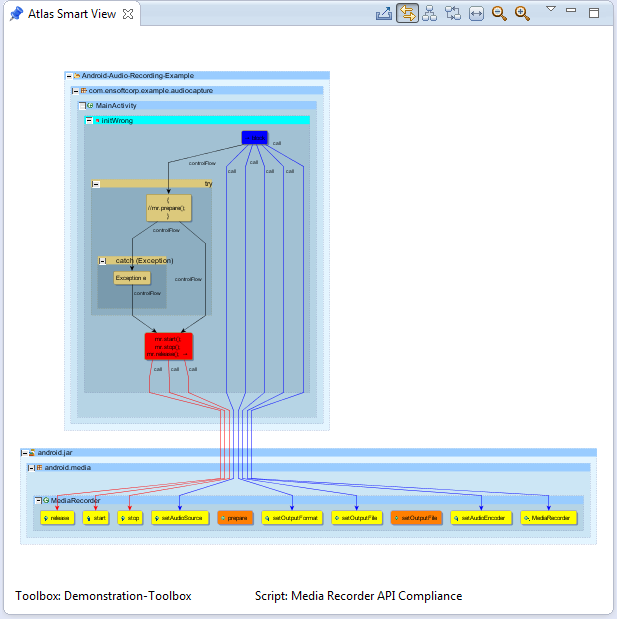 Atlas Smart View
Android-Audio-Recording-Example
com.ensoftcorp.example.audiocapture
MainActivity
initWrong
call
controlFlow
call
call
call
call
try
{
//mr.prepare();
}
controlFlow
catch (Exception)
Exception e
controlFlow
controlFlow
mr.start();
mr.stop();
mr.release();
call
call
call
android.jar
android.media
MediaRecorder
release
start
stop
setAudioSource
prepare
setOutputFormat
setOutputFile
setOutputFile
setAudioEncoder
MediaRecorder
Toolbox: Demonstration-Toolbox
Script: Media Recorder API Compliance